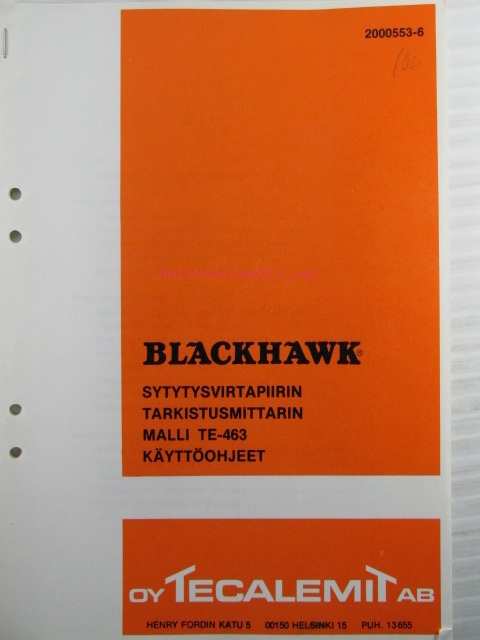 2000553-6
BLACKHAWK®
SYTYTYSVIRTAPIIRIN
TARKISTUSMITTARIN
MALLI TE-463
KÄYTTÖOHJEET
OY TECALEMIT AB
HENRY FORDIN KATU 5 00150 HELSINKI 15 PUH. 13655